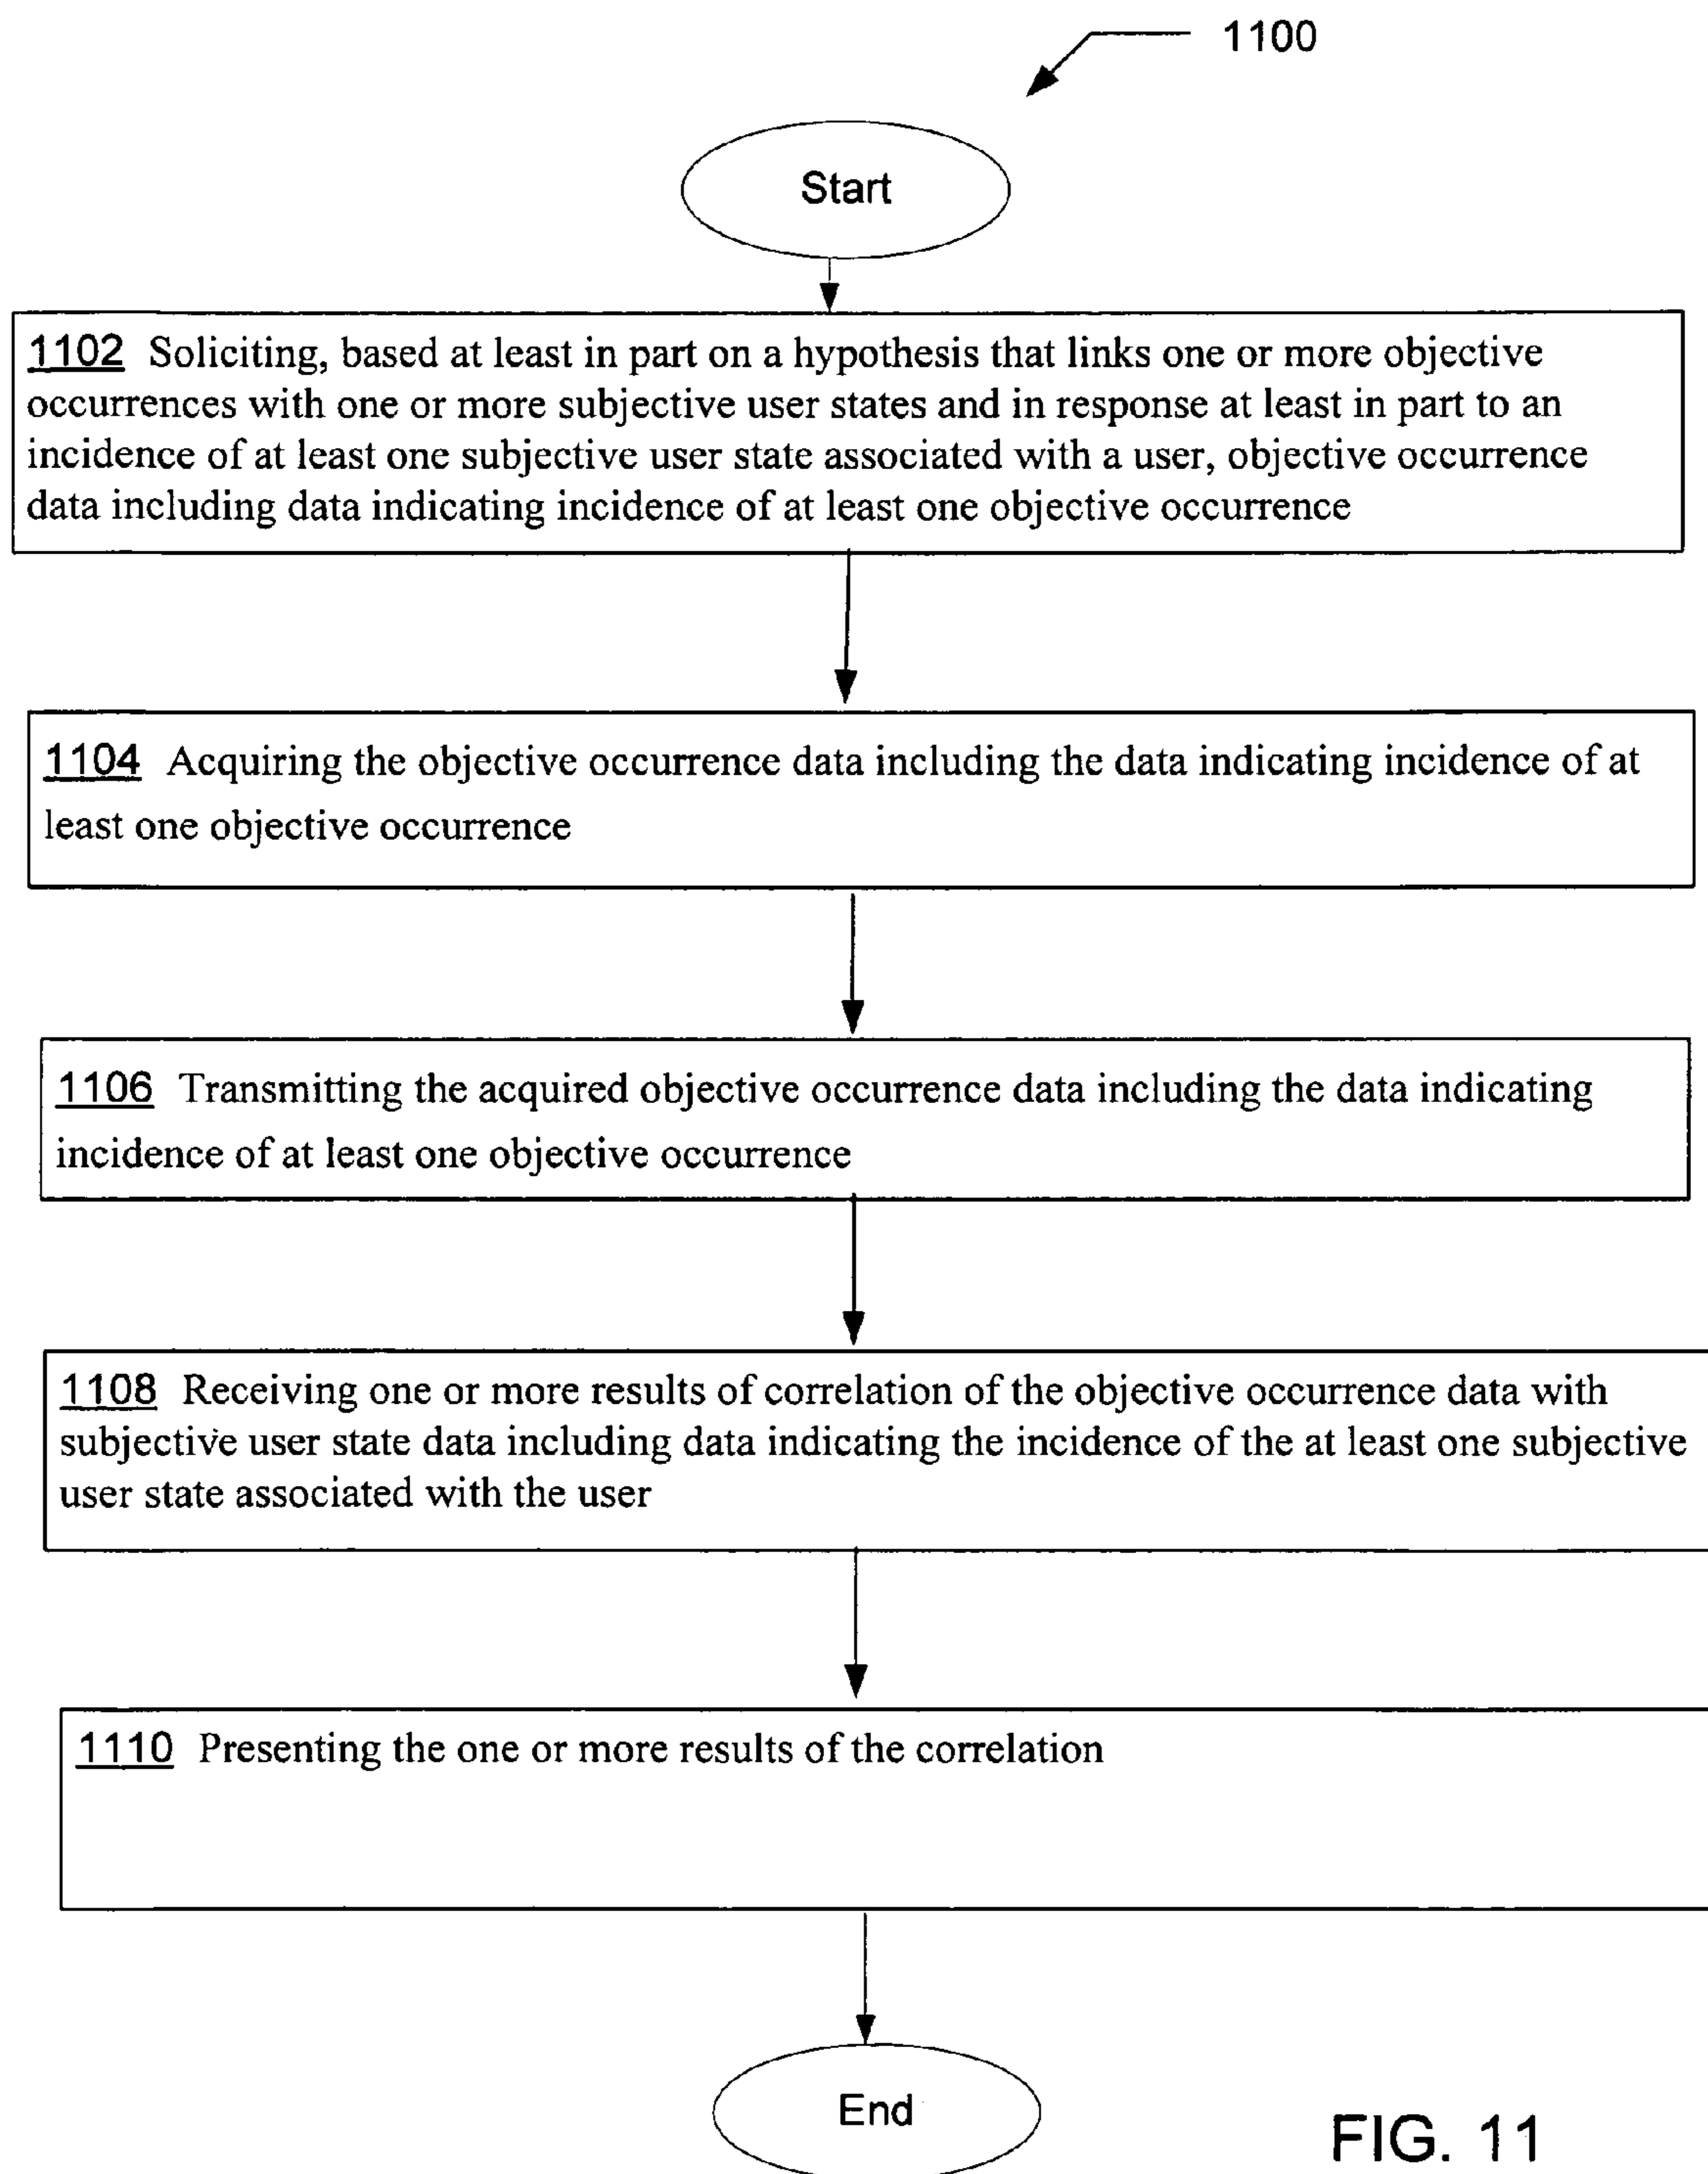 1100
Start
1102 Soliciting, based at least in part on a hypothesis that links one or more objective
occurrences with one or more subjective user states and in response at least in part to an
incidence of at least one subjective user state associated with a user, objective occurrence
data including data indicating incidence of at least one objective occurrence
1104 Acquiring the objective occurrence data including the data indicating incidence of at
least one objective occurrence
1106 Transmitting the acquired objective occurrence data including the data indicating
incidence of at least one objective occurrence
1108 Receiving one or more results of correlation of the objective occurrence data with
subjective user state data including data indicating the incidence of the at least one subjective
user state associated with the user
1110 Presenting the one or more results of the correlation
End
FIG. 11